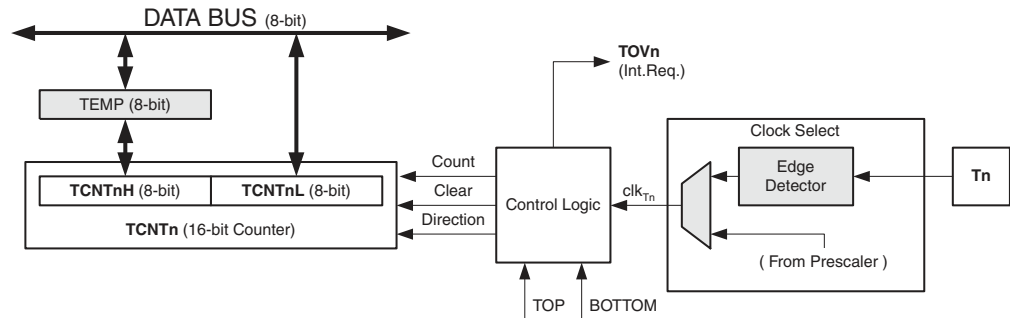 DATA BUS (8-bit)
TOVn
(Int.Req.)
TEMP (8-bit)
Clock Select
Count
Edge
Detector
Tn
TCNTnH (8-bit) TCNTnL (8-bit)
Clear
Control Logic
clkTn
TCNTn (16-bit Counter)
Direction
( From Prescaler )
TOP
BOTTOM